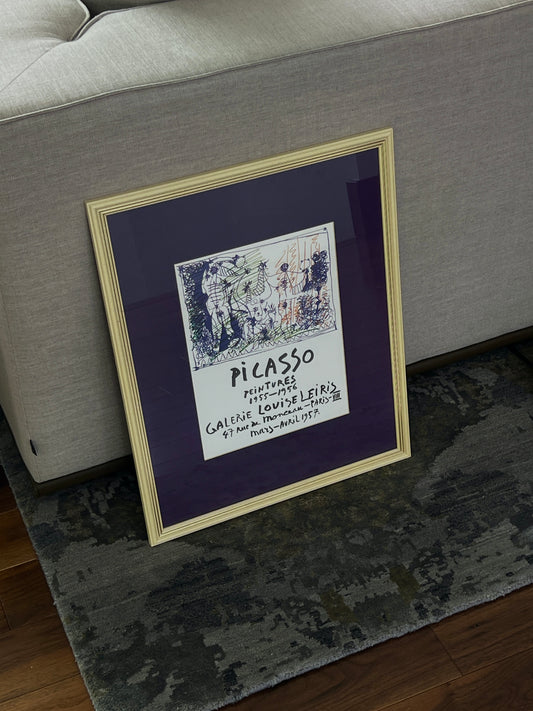 PiCASSO
PEiNTURES
1955—1956
GALERiE LOUiSE LEiRiS
47 RuE de MonCEAu—PARiS—VIII
MARS—AVRiL 1957